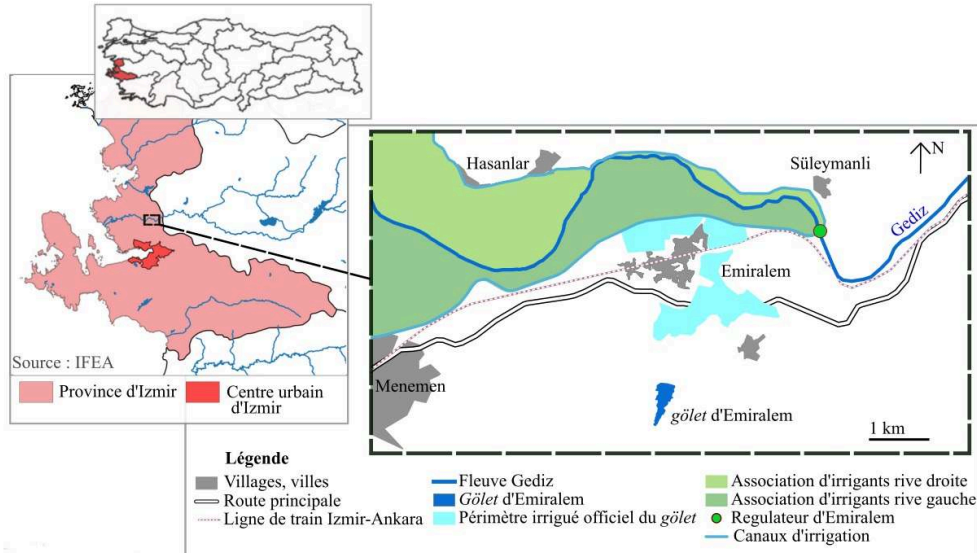 Hasanlar
Süleymanli
N
Gediz
Emiralem
Source : IFEA
Menemen
gölet d'Emiralem
1 km
Province d'Izmir
Centre urbain
d'Izmir
Légende
Villages, villes
Route principale
Ligne de train Izmir-Ankara
Fleuve Gediz
Gölet d'Emiralem
Périmètre irrigué officiel du gölet
Association d'irrigants rive droite
Association d'irrigants rive gauche
Regulateur d'Emiralem
Canaux d'irrigation